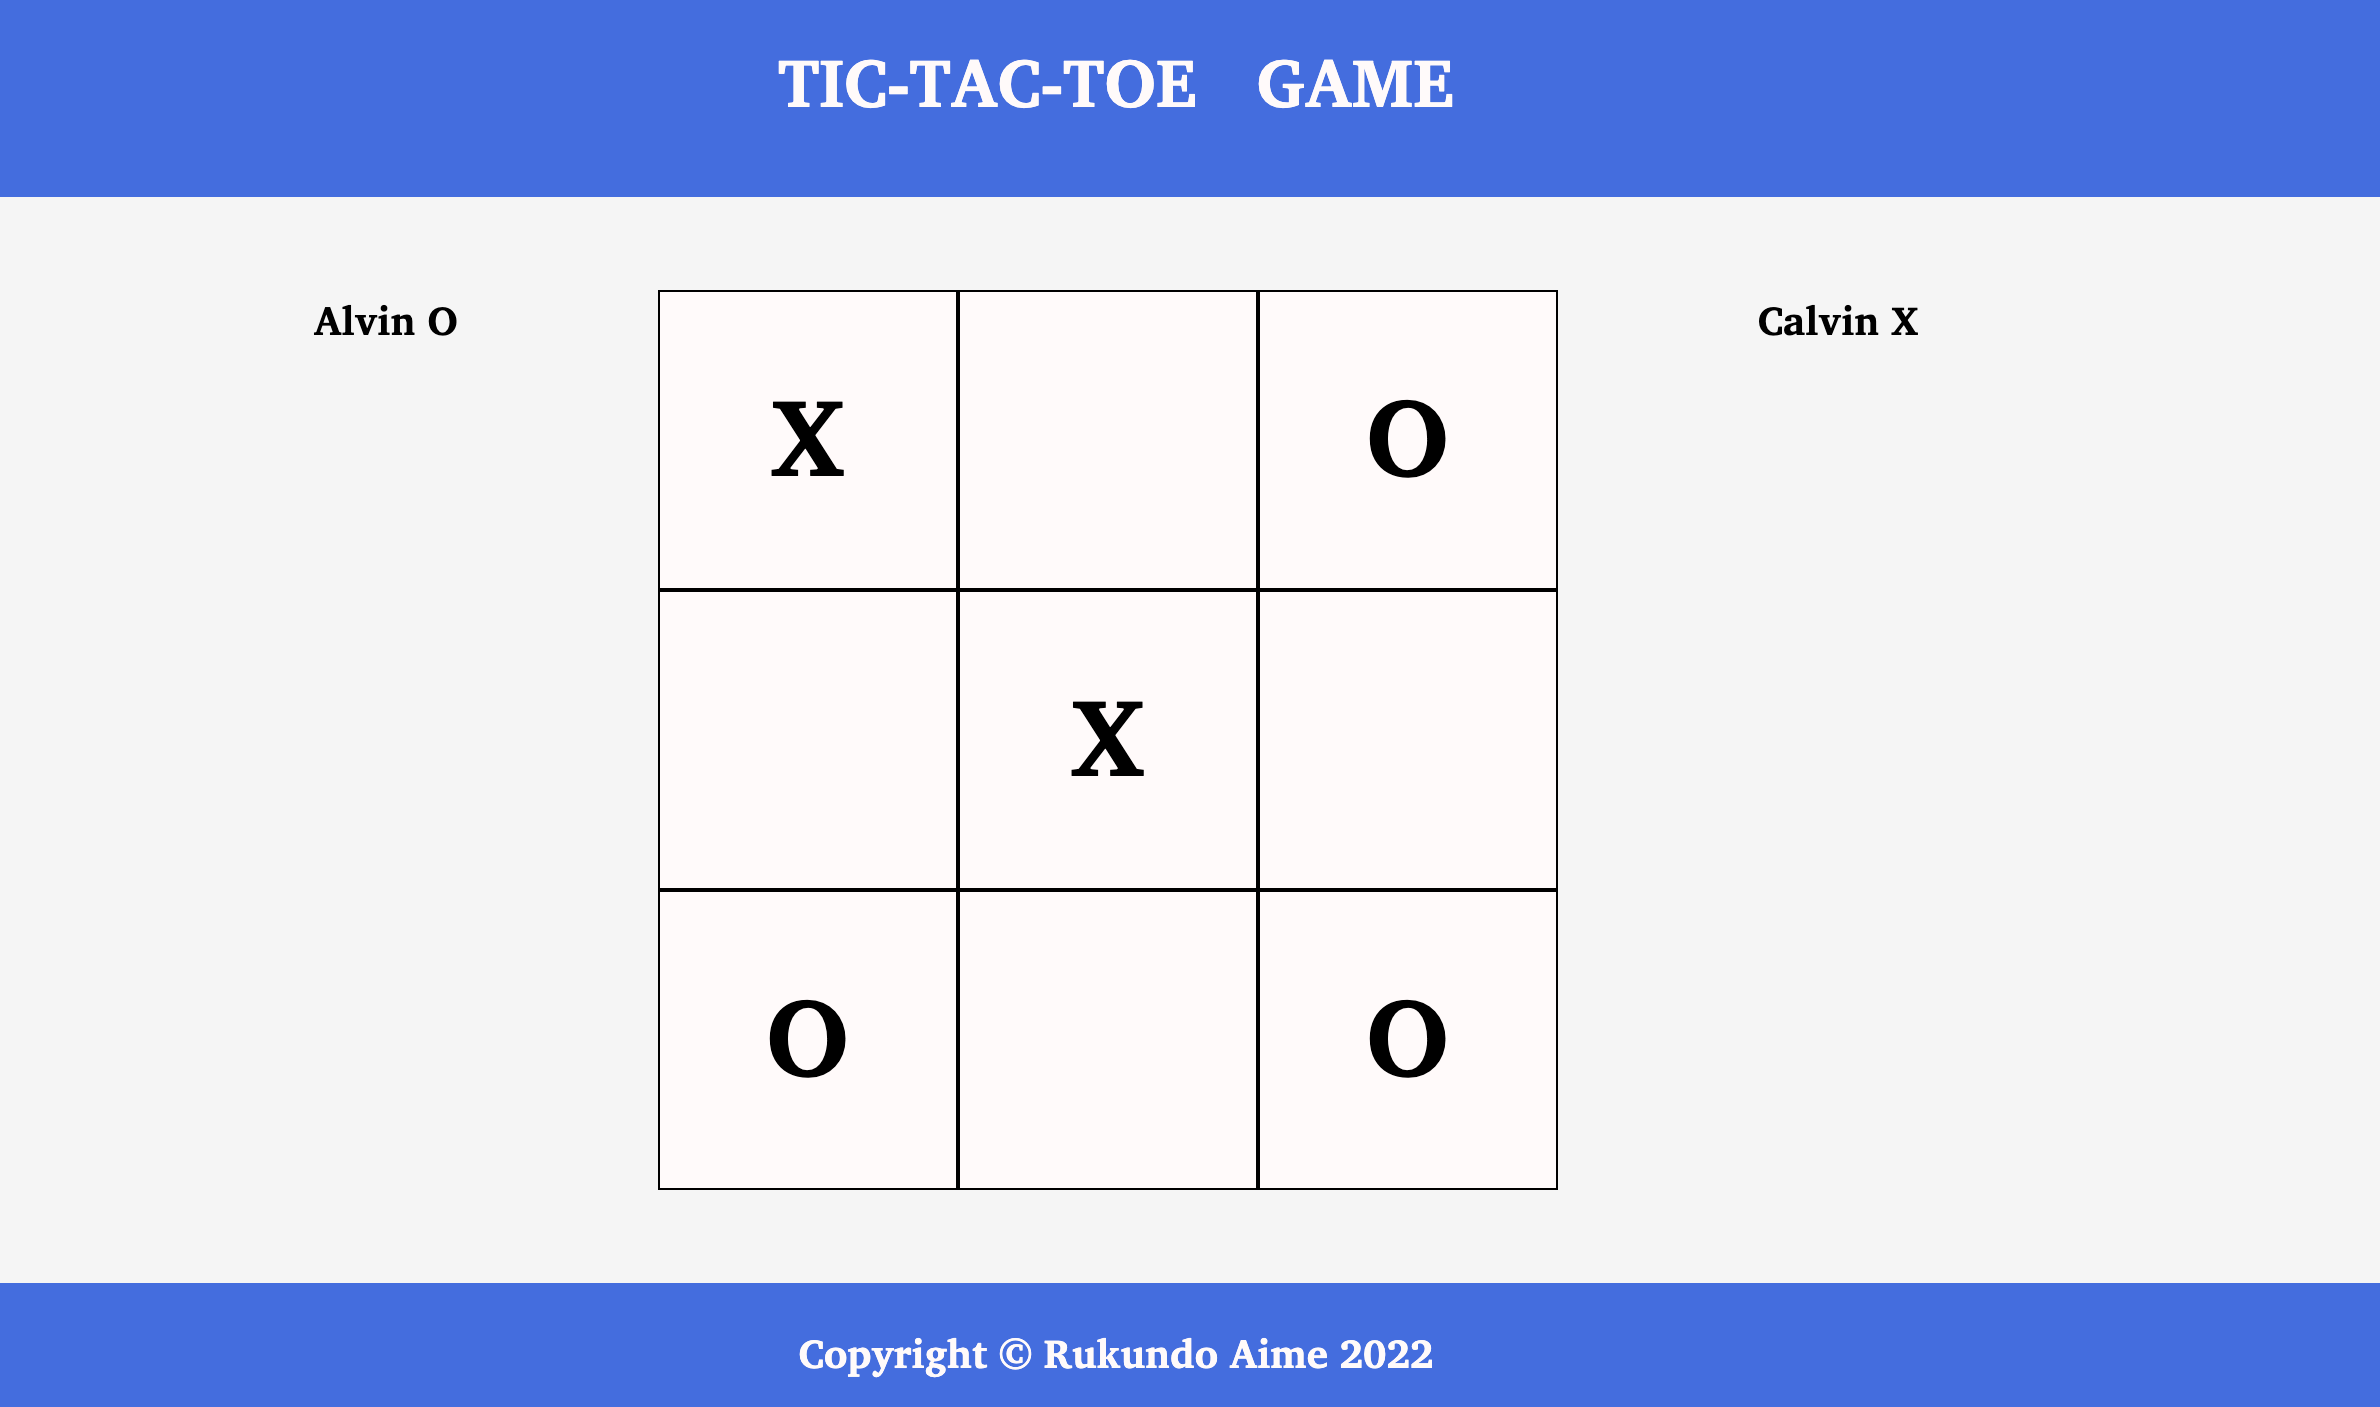 TIC-TAC-TOE GAME
Alvin O
Calvin X
X O
X
O O
Copyright © Rukundo Aime 2022